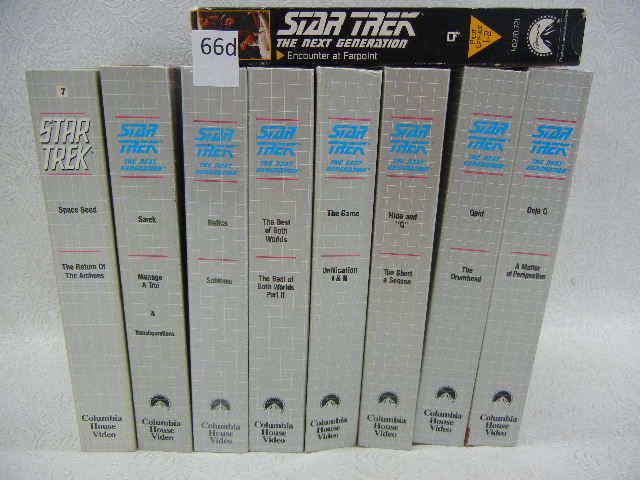 66d
STAR TREK
THE NEXT GENERATION
Encounter at Farpoint
7
STAR
TREK
Space Seed
The Return Of
The Archons
Columbia
House
Video
STAR
TREK
THE NEXT
GENERATION
Sarek
Menage
A Troi
&
Transfigurations
Columbia
House
Video
STAR
TREK
THE NEXT
GENERATION
Relics
Schisms
Columbia
House
Video
STAR
TREK
THE NEXT
GENERATION
The Best
of Both
Worlds
The Best of
Both Worlds
Part II
Columbia
House
Video
STAR
TREK
THE NEXT
GENERATION
The Game
Unification
I & II
Columbia
House
Video
STAR
TREK
THE NEXT
GENERATION
Hide and
"Q"
Too Short
a Season
Columbia
House
Video
STAR
TREK
THE NEXT
GENERATION
Qpid
The
Drumhead
Columbia
House
Video
STAR
TREK
THE NEXT
GENERATION
Deja Q
A Matter
of Perspective
Columbia
House
Video